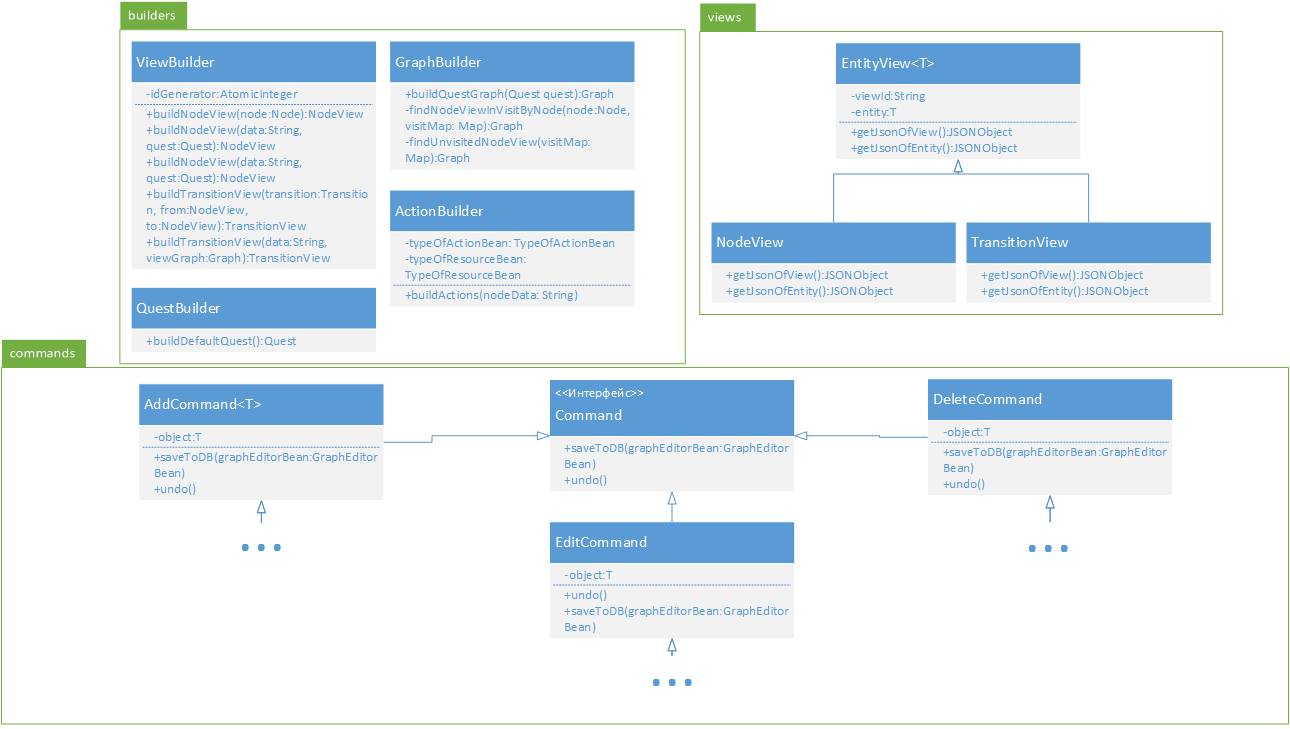 builders
ViewBuilder
-idGenerator:AtomicInteger
+buildNodeView(node:Node):NodeView
+buildNodeView(data:String,
quest:Quest):NodeView
+buildNodeView(data:String,
quest:Quest):NodeView
+buildTransitionView(transition:Transitio
n, from:NodeView,
to:NodeView):TransitionView
+buildTransitionView(data:String,
viewGraph:Graph):TransitionView
GraphBuilder
+buildQuestGraph(Quest quest):Graph
-findNodeViewInVisitByNode(node:Node,
visitMap: Map):Graph
-findUnvisitedNodeView(visitMap:
Map):Graph
ActionBuilder
-typeOfActionBean: TypeOfActionBean
-typeOfResourceBean:
TypeOfResourceBean
+buildActions(nodeData: String)
QuestBuilder
+buildDefaultQuest():Quest
views
EntityView<T>
-viewId:String
-entity:T
+getJsonOfView():JSONObject
+getJsonOfEntity():JSONObject
NodeView
+getJsonOfView():JSONObject
+getJsonOfEntity():JSONObject
TransitionView
+getJsonOfView():JSONObject
+getJsonOfEntity():JSONObject
commands
AddCommand<T>
-object:T
+saveToDB(graphEditorBean:GraphEditor
Bean)
+undo()
<<Интерфейс>>
Command
+saveToDB(graphEditorBean:GraphEditor
Bean)
+undo()
DeleteCommand
-object:T
+saveToDB(graphEditorBean:GraphEditor
Bean)
+undo()
EditCommand
-object:T
+undo()
+saveToDB(graphEditorBean:GraphEditor
Bean)